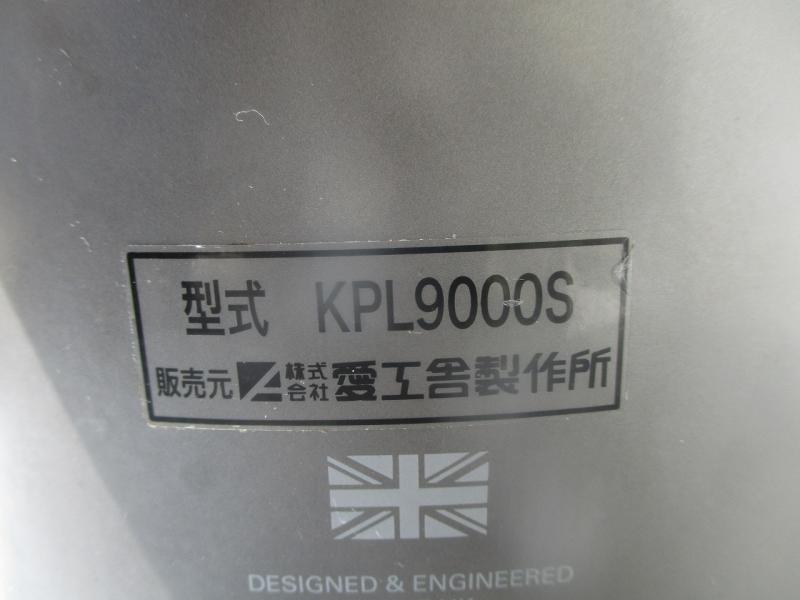 型式 KPL9000S
販売元 株式会社 愛工舎製作所
DESIGNED & ENGINEERED